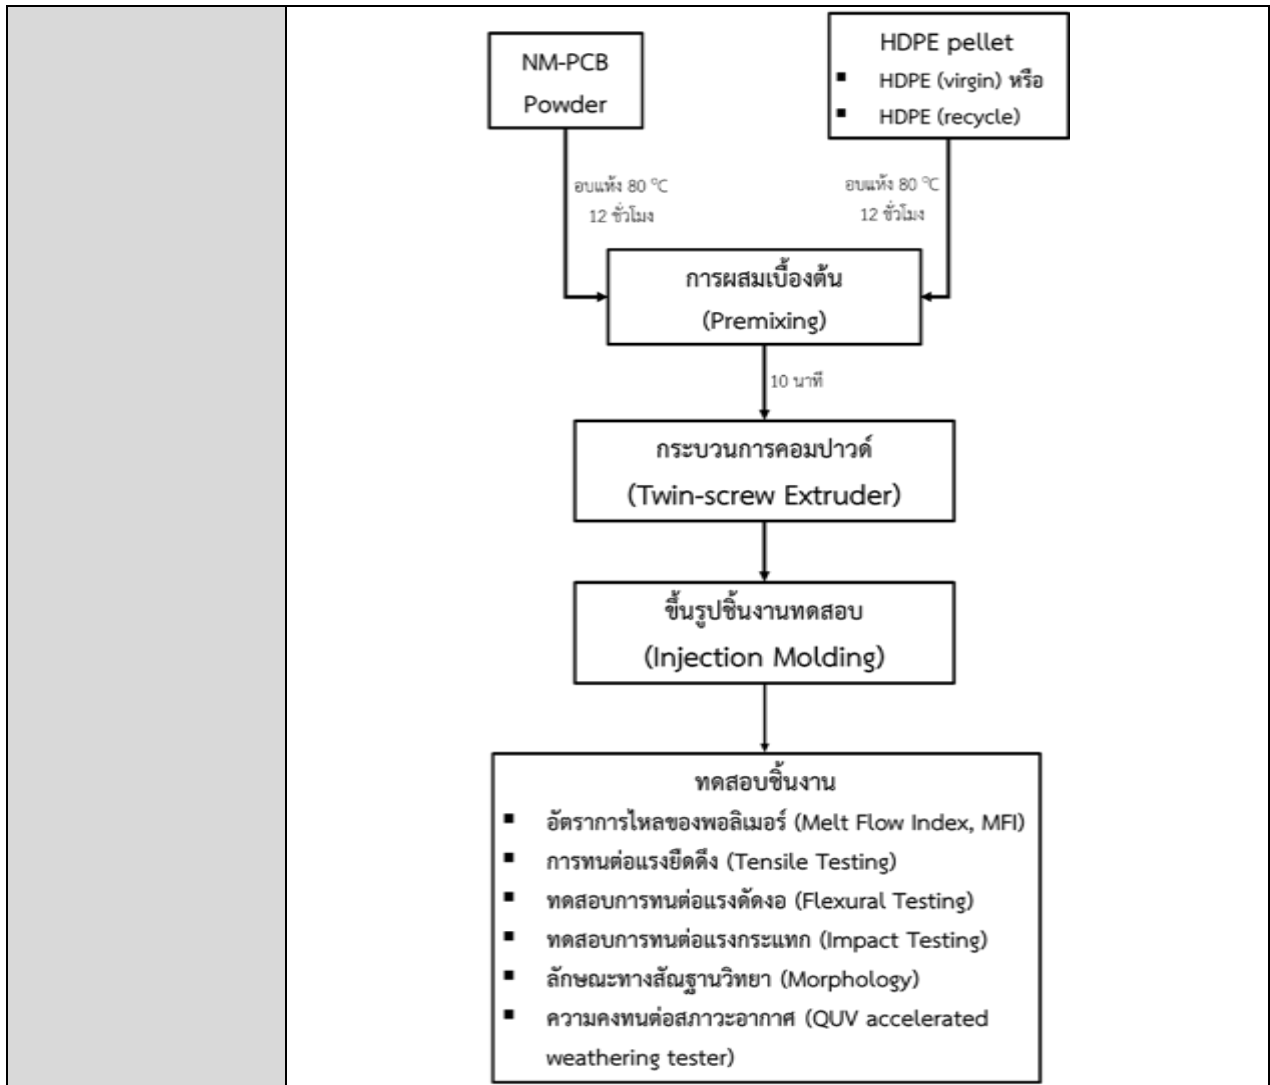 NM-PCB
Powder
HDPE pellet
▪ HDPE (virgin) หรือ
▪ HDPE (recycle)
อบแห้ง 80 °C
12 ชั่วโมง
อบแห้ง 80 °C
12 ชั่วโมง
การผสมเบื้องต้น
(Premixing)
10 นาที
กระบวนการคอมปาวด์
(Twin-screw Extruder)
ขึ้นรูปชิ้นงานทดสอบ
(Injection Molding)
ทดสอบชิ้นงาน
▪ อัตราการไหลของพอลิเมอร์ (Melt Flow Index, MFI)
▪ การทนต่อแรงยืดดึง (Tensile Testing)
▪ ทดสอบการทนต่อแรงดัดงอ (Flexural Testing)
▪ ทดสอบการทนต่อแรงกระแทก (Impact Testing)
▪ ลักษณะทางสัณฐานวิทยา (Morphology)
▪ ความคงทนต่อสภาวะอากาศ (QUV accelerated
weathering tester)